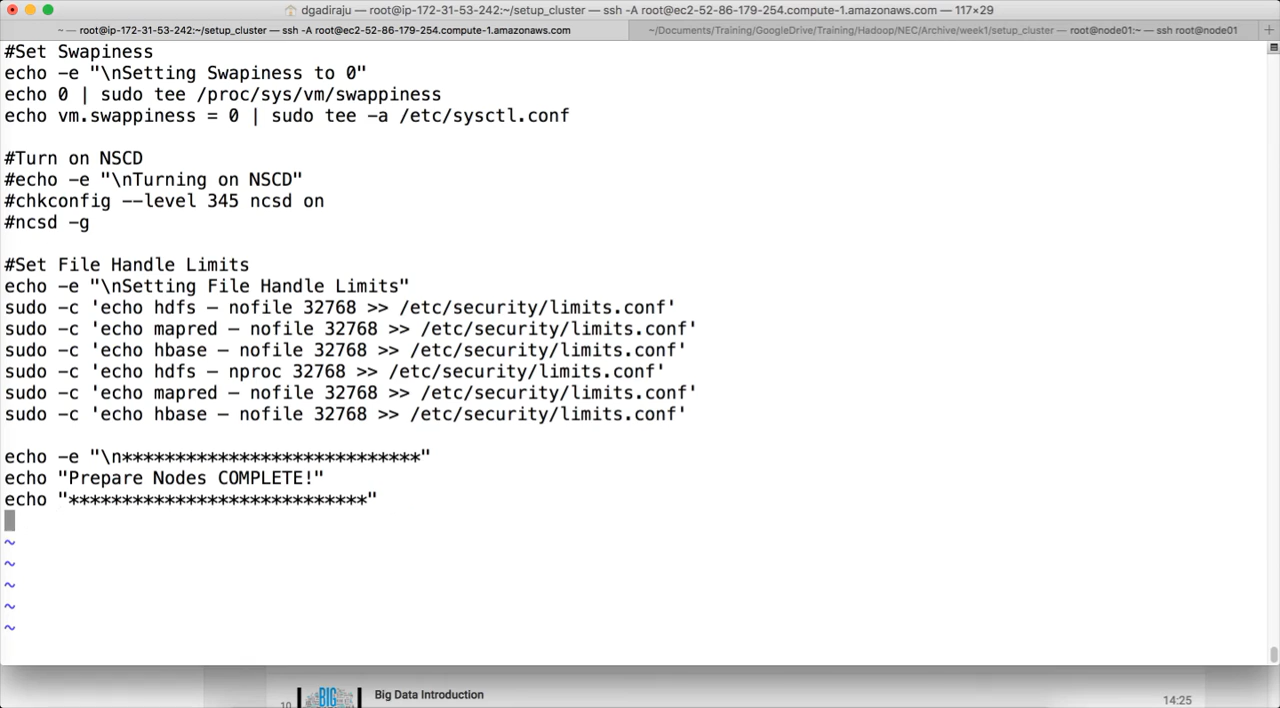 dgadiraju — root@ip-172-31-53-242:~/setup_cluster — ssh -A root@ec2-52-86-179-254.compute-1.amazonaws.com — 117×29
~ — root@ip-172-31-53-242:~/setup_cluster — ssh -A root@ec2-52-86-179-254.compute-1.amazonaws.com
~/Documents/Training/GoogleDrive/Training/Hadoop/NEC/Archive/week1/setup_cluster — root@node01:~ — ssh root@node01
#Set Swapiness
echo -e "\nSetting Swapiness to 0"
echo 0 | sudo tee /proc/sys/vm/swappiness
echo vm.swappiness = 0 | sudo tee -a /etc/sysctl.conf
#Turn on NSCD
#echo -e "\nTurning on NSCD"
#chkconfig --level 345 ncsd on
#ncsd -g
#Set File Handle Limits
echo -e "\nSetting File Handle Limits"
sudo -c 'echo hdfs – nofile 32768 >> /etc/security/limits.conf'
sudo -c 'echo mapred – nofile 32768 >> /etc/security/limits.conf'
sudo -c 'echo hbase – nofile 32768 >> /etc/security/limits.conf'
sudo -c 'echo hdfs – nproc 32768 >> /etc/security/limits.conf'
sudo -c 'echo mapred – nofile 32768 >> /etc/security/limits.conf'
sudo -c 'echo hbase – nofile 32768 >> /etc/security/limits.conf'
echo -e "\n****************************"
echo "Prepare Nodes COMPLETE!"
echo "****************************"
~
~
~
~
~
10
BIG
Big Data Introduction
14:25